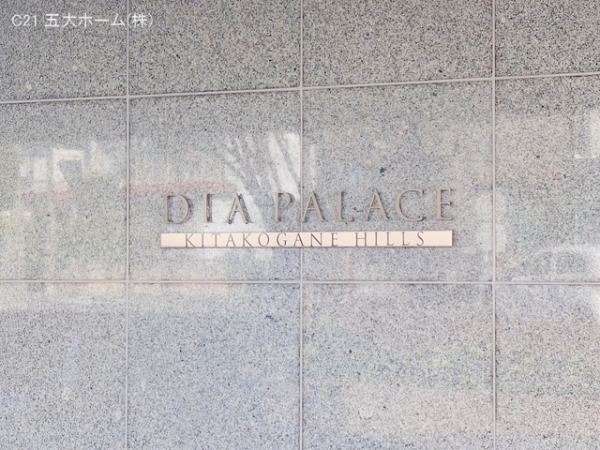 C21 五大ホーム(株)
DIA PALACE
KITAKOGANE HILLS